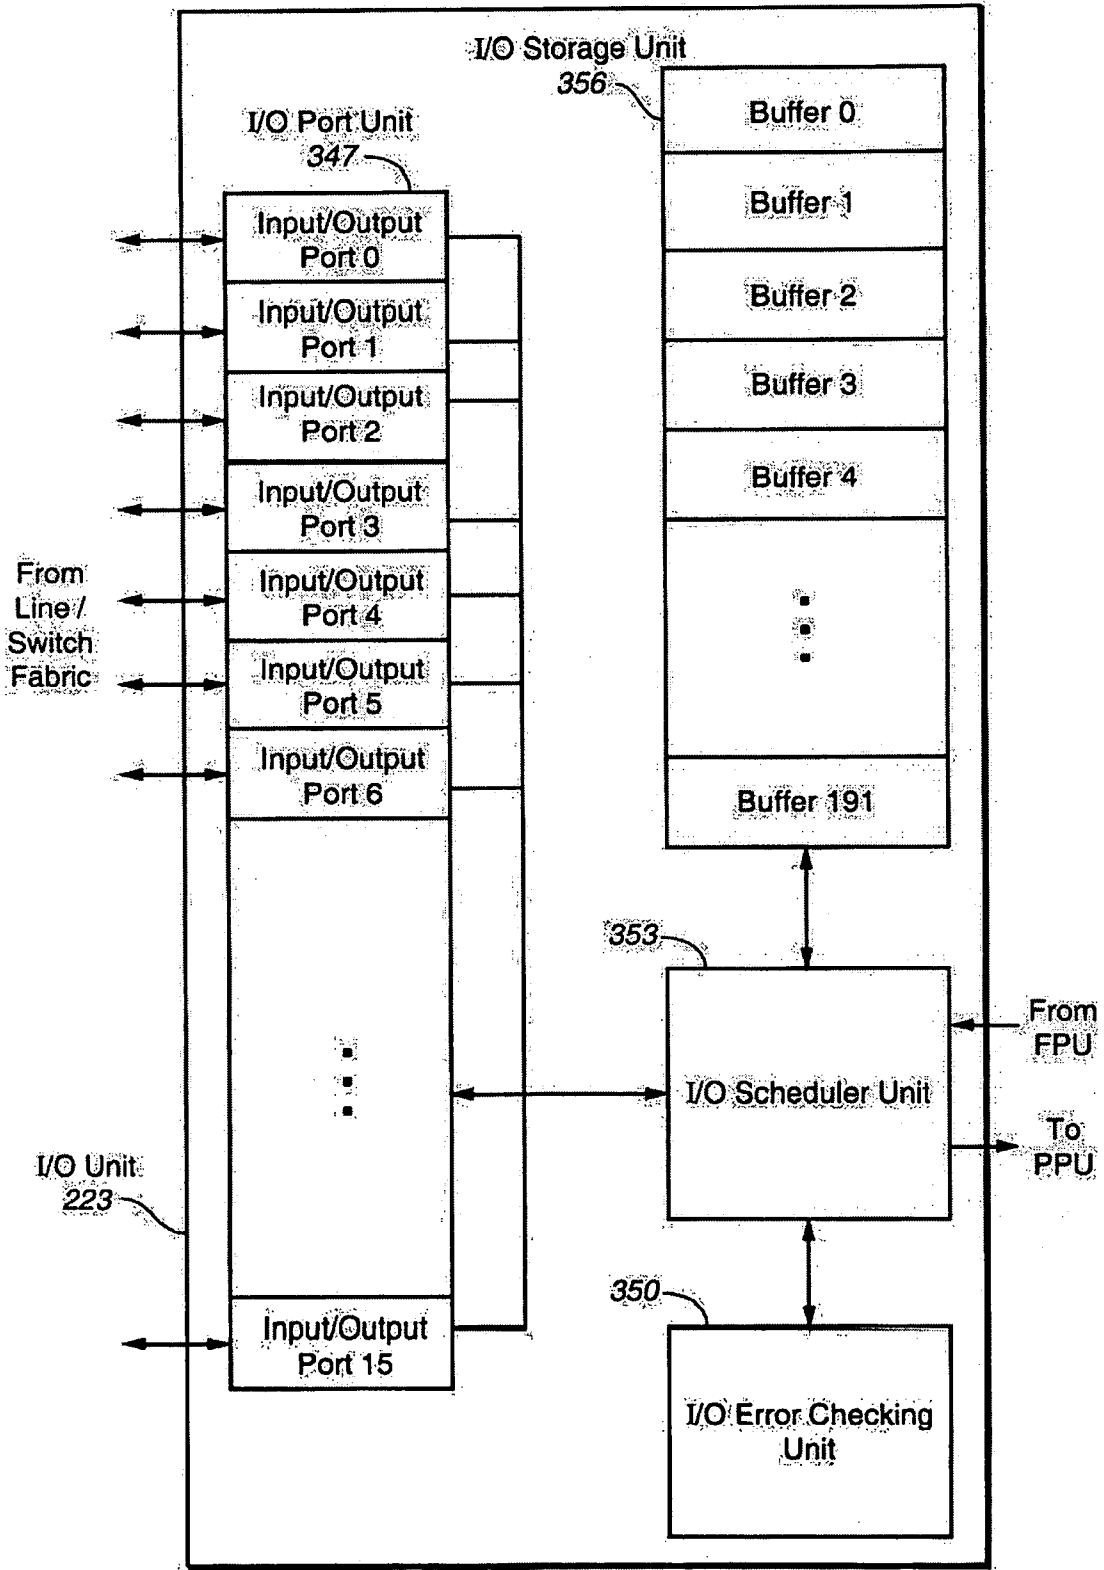 I/O Storage Unit
356
Buffer 0
Buffer 1
Buffer 2
Buffer 3
Buffer 4
Buffer 191
I/O Port Unit
347
Input/Output
Port 0
Input/Output
Port 1
Input/Output
Port 2
Input/Output
Port 3
Input/Output
Port 4
Input/Output
Port 5
Input/Output
Port 6
Input/Output
Port 15
From
Line /
Switch
Fabric
I/O Unit
223
353
I/O Scheduler Unit
From
FPU
To
PPU
350
I/O Error Checking
Unit